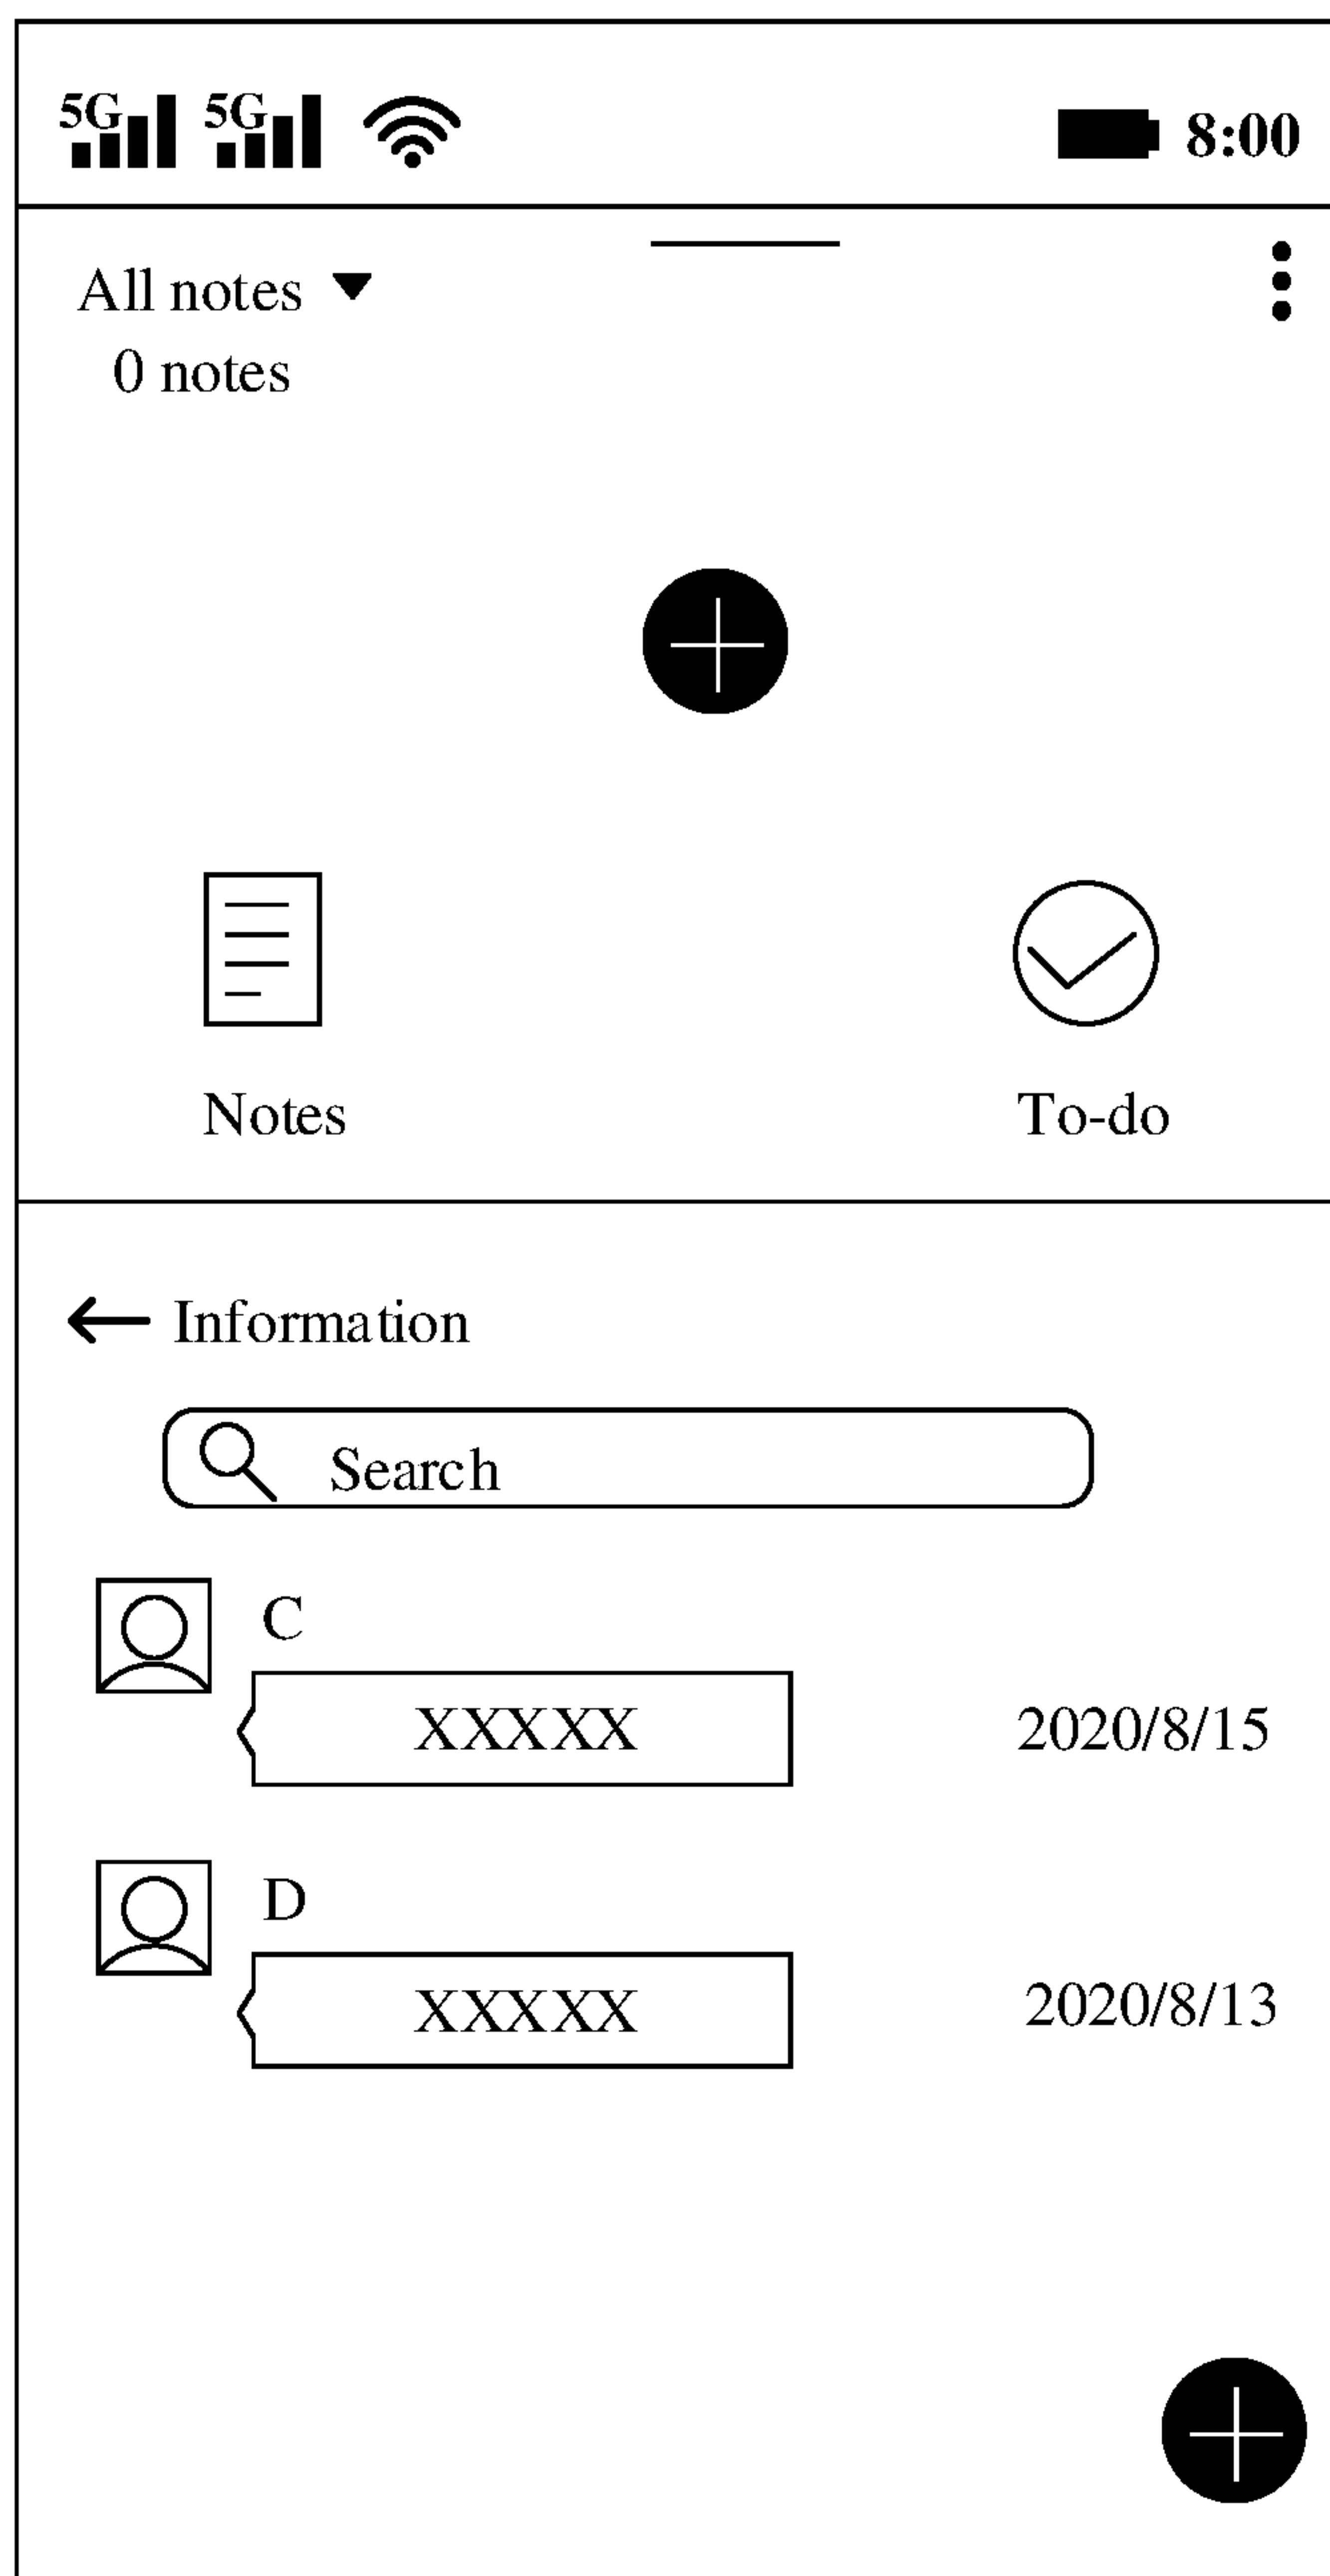 5G 5G 8:00
All notes
0 notes
Notes To-do
Information
Search
C
XXXXX 2020/8/15
D
XXXXX 2020/8/13